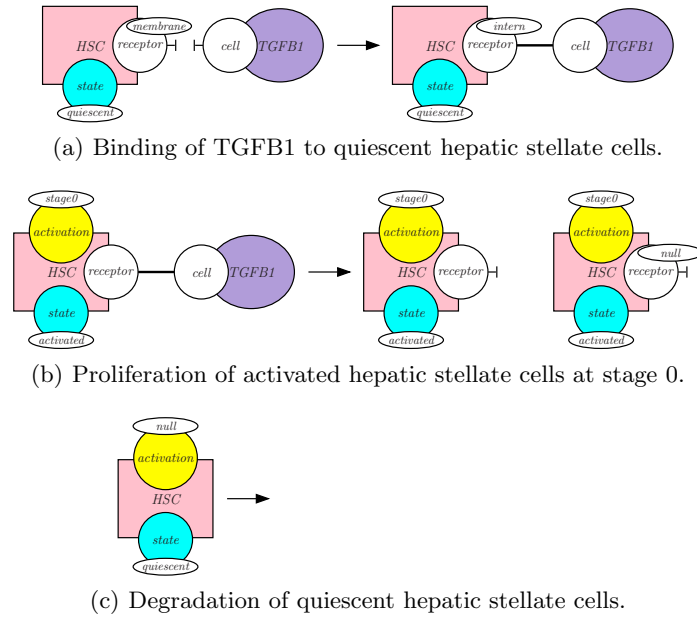 membrane intern
HSC receptor cell TGFB1 HSC receptor cell TGFB1
state state
quiescent quiescent
(a) Binding of TGFB1 to quiescent hepatic stellate cells.
stage0 stage0 stage0
activation activation activation
null
HSC receptor cell TGFB1 HSC receptor HSC receptor
state state state
activated activated activated
(b) Proliferation of activated hepatic stellate cells at stage 0.
null
activation
HSC
state
quiescent
(c) Degradation of quiescent hepatic stellate cells.